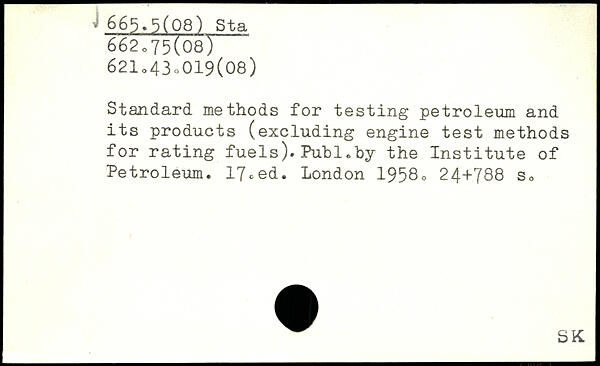 665.5(08) Sta
662.75(08)
621.43.019(08)
Standard methods for testing petroleum and
its products (excluding engine test methods
for rating fuels). Publ.by the Institute of
Petroleum. 17.ed. London 1958. 24+788 s.
SK